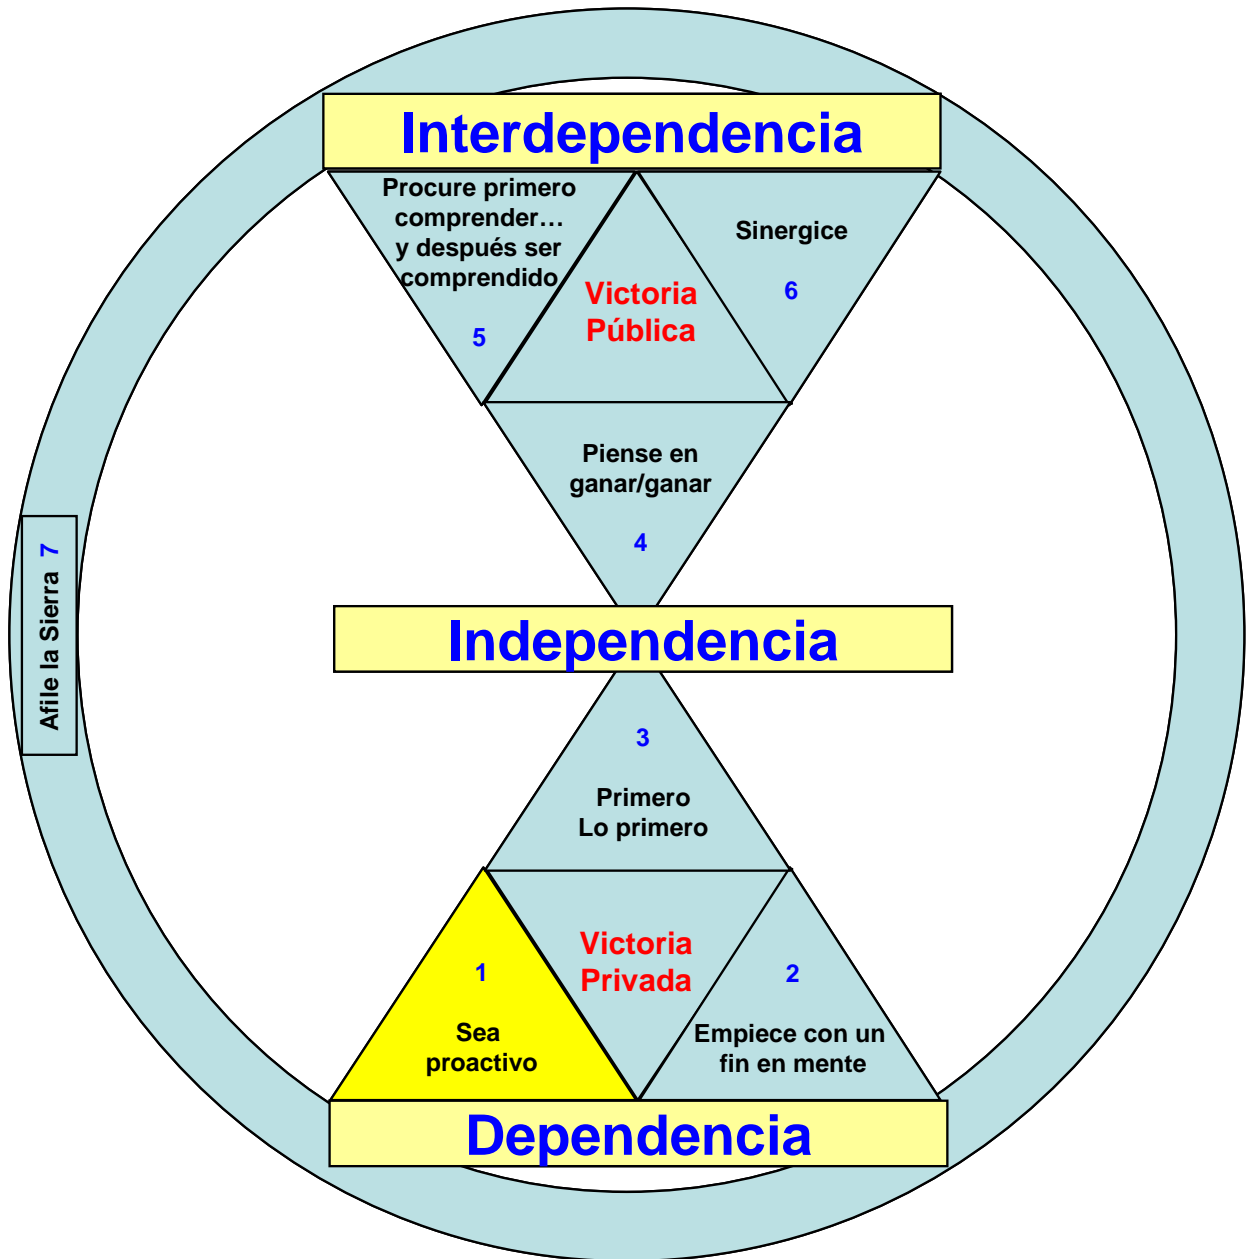 Interdependencia
Procure primero
comprender…
y después ser
comprendido
5
Victoria
Pública
Sinergice
6
Piense en
ganar/ganar
4
Afile la Sierra 7
Independencia
3
Primero
Lo primero
1
Sea
proactivo
Victoria
Privada
2
Empiece con un
fin en mente
Dependencia